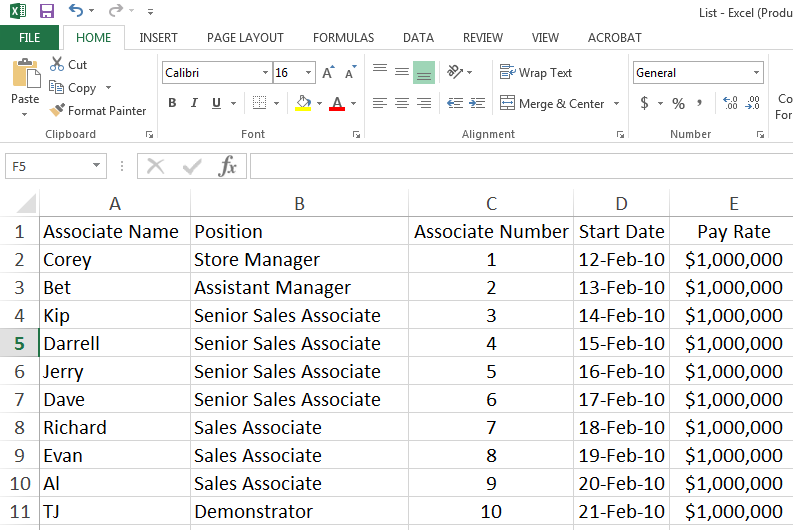 List - Excel (Produ
FILE HOME INSERT PAGE LAYOUT FORMULAS DATA REVIEW VIEW ACROBAT
Paste
Cut
Copy
Format Painter
Clipboard
Calibri 16 A A
B I U A
Font
Wrap Text
Merge & Center
Alignment
General
$ % , .0 .00 .00 .0
Number
Co
For
F5 fx
A B C D E
1 Associate Name Position Associate Number Start Date Pay Rate
2 Corey Store Manager 1 12-Feb-10 $1,000,000
3 Bet Assistant Manager 2 13-Feb-10 $1,000,000
4 Kip Senior Sales Associate 3 14-Feb-10 $1,000,000
5 Darrell Senior Sales Associate 4 15-Feb-10 $1,000,000
6 Jerry Senior Sales Associate 5 16-Feb-10 $1,000,000
7 Dave Senior Sales Associate 6 17-Feb-10 $1,000,000
8 Richard Sales Associate 7 18-Feb-10 $1,000,000
9 Evan Sales Associate 8 19-Feb-10 $1,000,000
10 Al Sales Associate 9 20-Feb-10 $1,000,000
11 TJ Demonstrator 10 21-Feb-10 $1,000,000